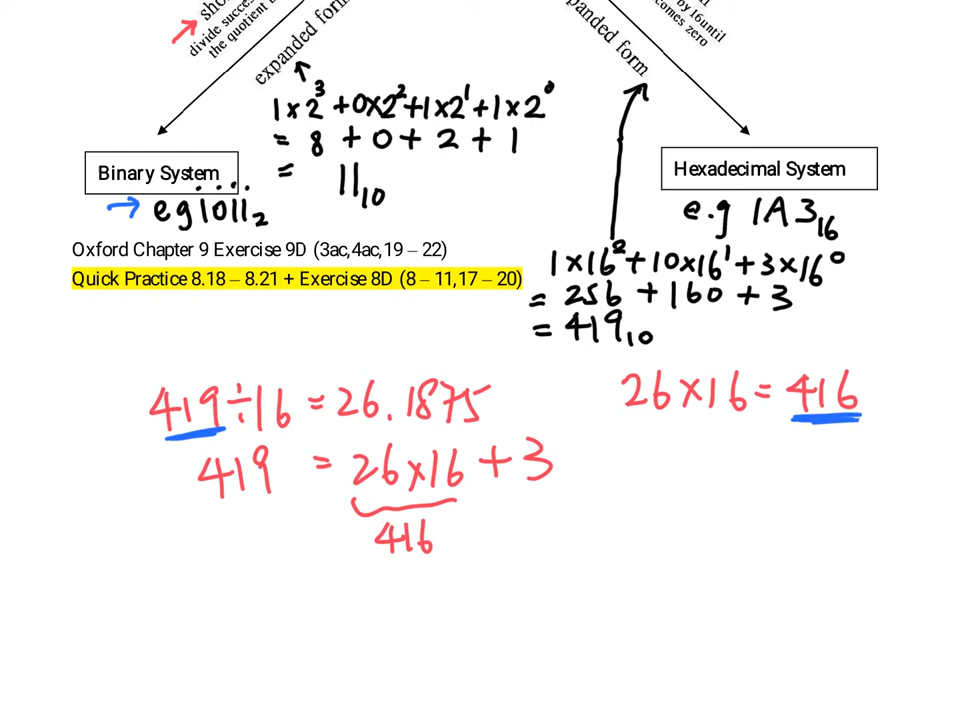 divide succe
the quotient
expanded form
panded form
by 16 until
comes zero
1 × 2³ + 0×2² + 1×2¹ + 1×2⁰
= 8 + 0 + 2 + 1
= 11₁₀
Binary System
→ eg 1011₂
Hexadecimal System
e.g 1A3₁₆
1×16² + 10×16¹ + 3×16⁰
= 256 + 160 + 3
= 419₁₀
Oxford Chapter 9 Exercise 9D (3ac,4ac,19 – 22)
Quick Practice 8.18 – 8.21 + Exercise 8D (8 – 11,17 – 20)
419 ÷ 16 = 26.1875
26 × 16 = 416
419 = 26×16 + 3
416